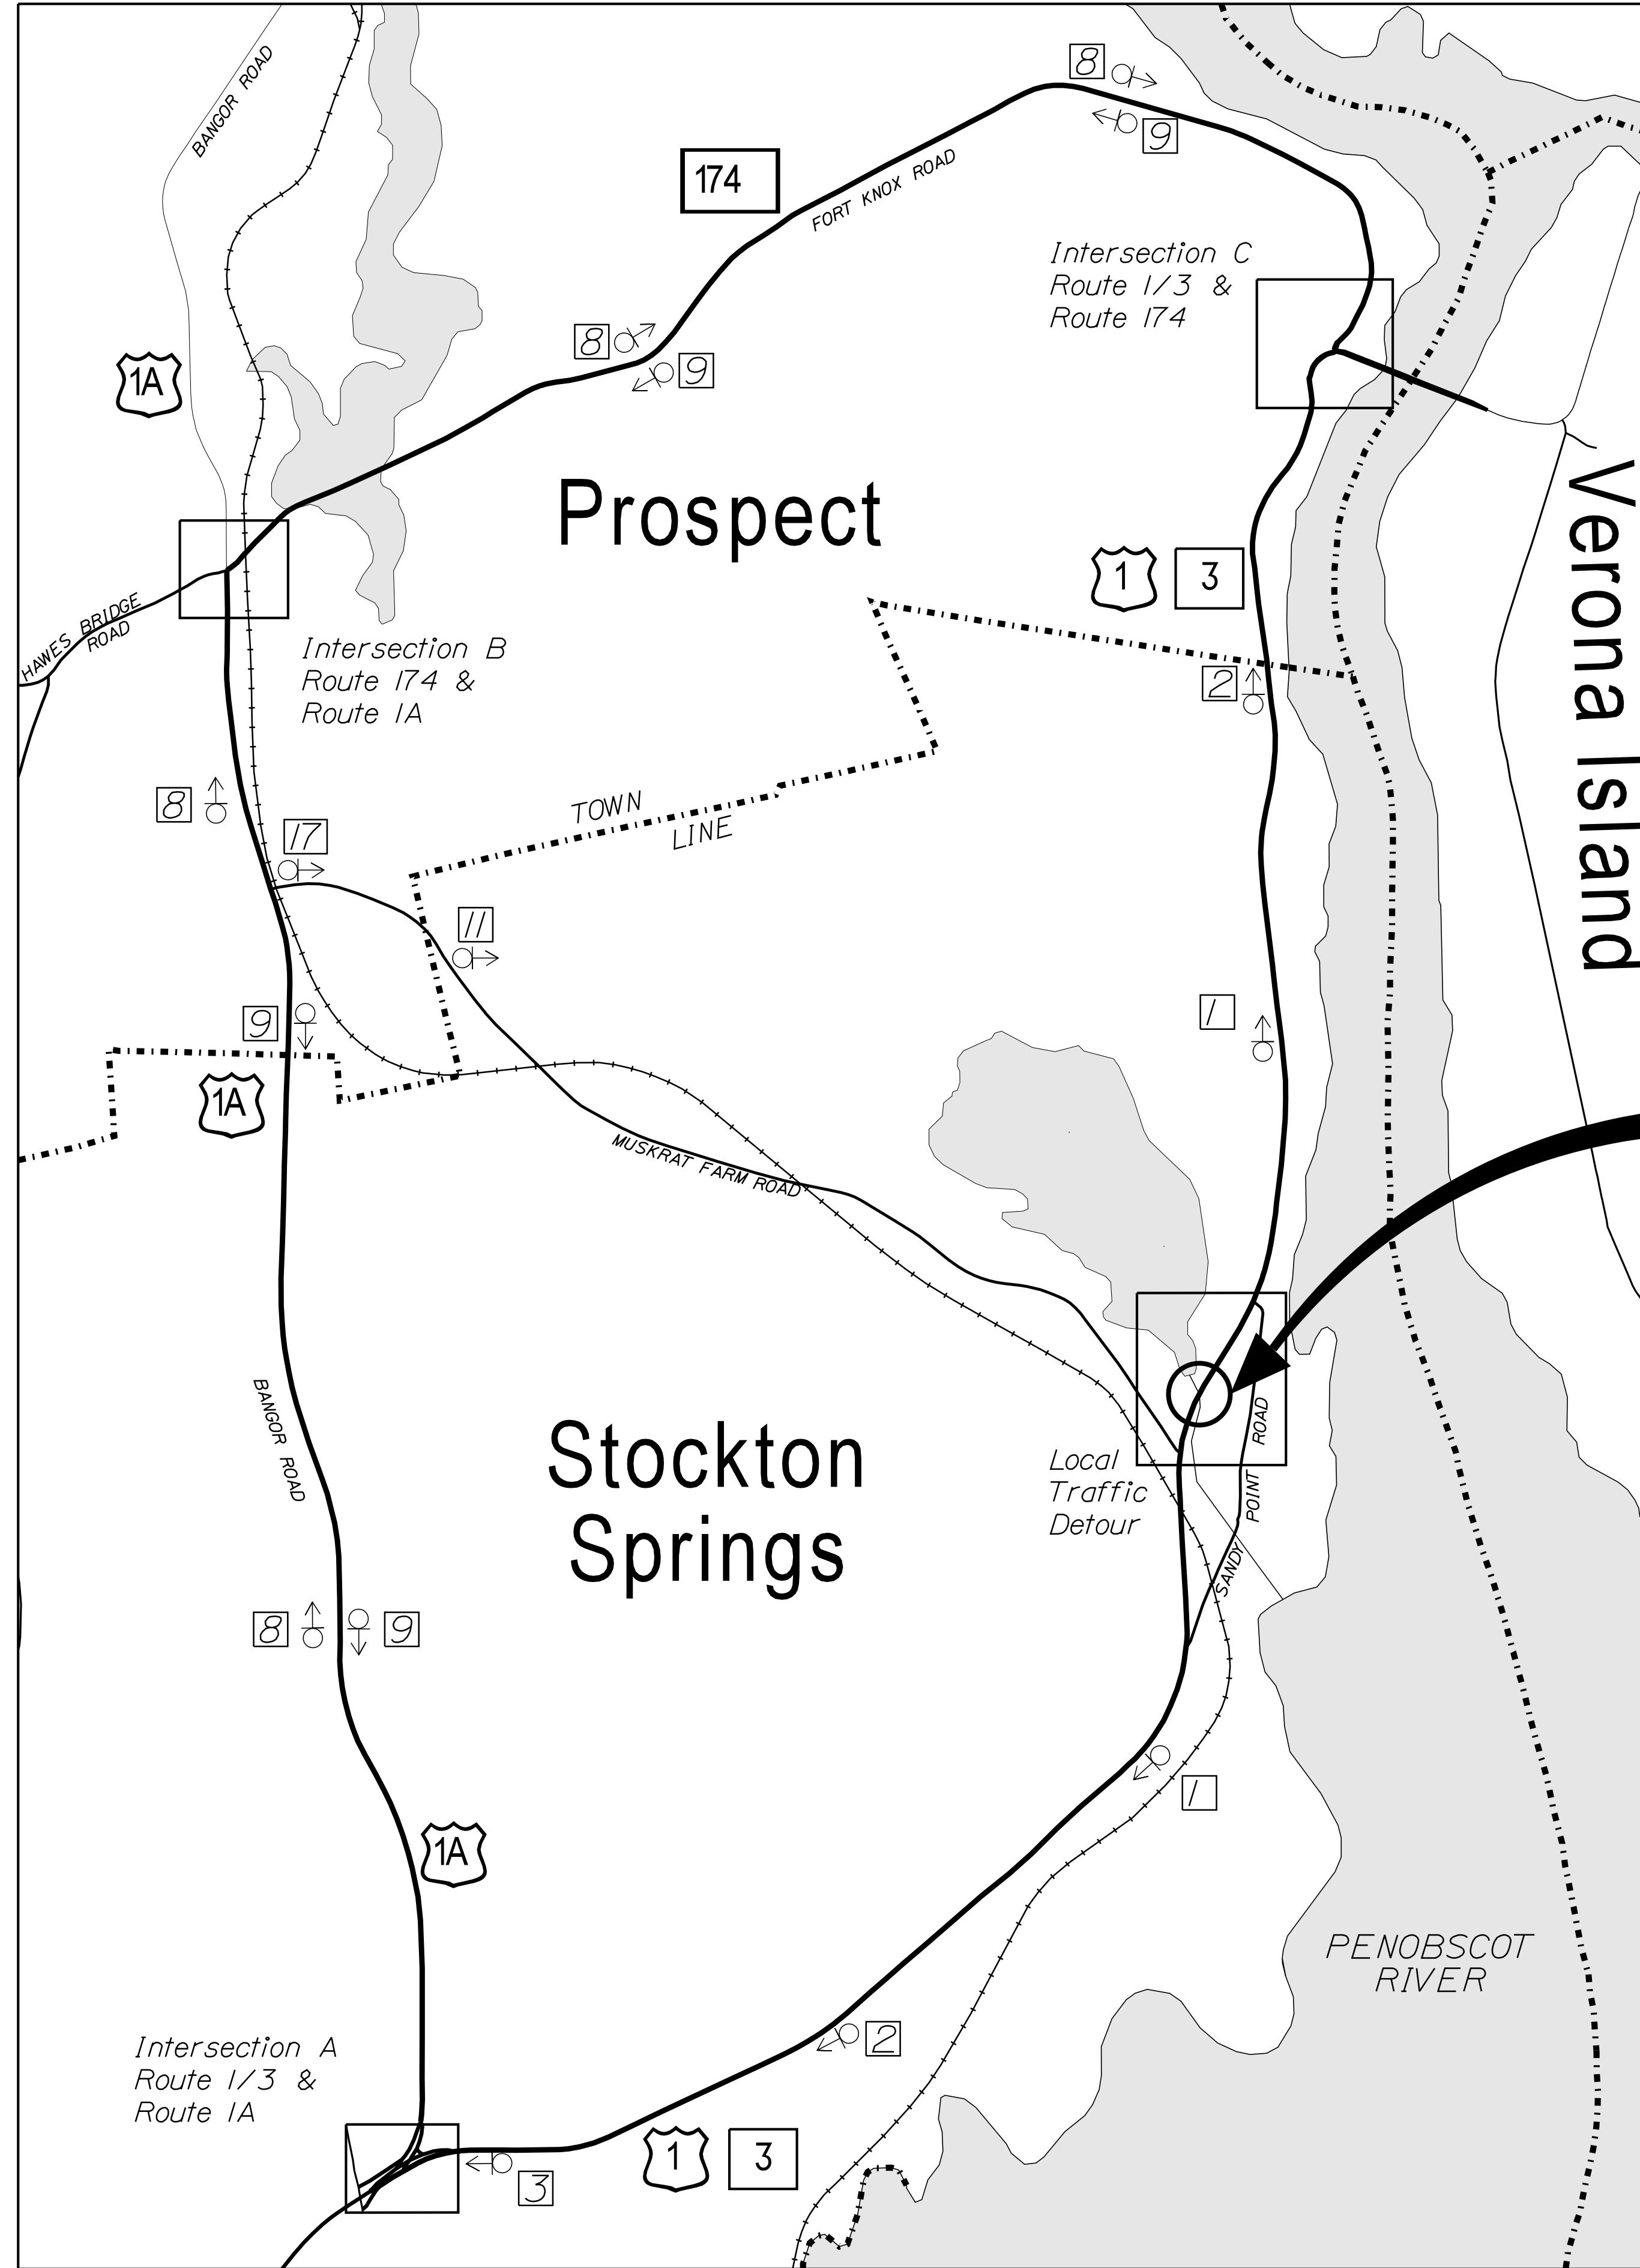 BANGOR ROAD
8
9
174
FORT KNOX ROAD
Intersection C
Route 1/3 &
Route 174
8
9
1A
Prospect
Verona Island
1
3
HAWES BRIDGE
ROAD
Intersection B
Route 174 &
Route 1A
2
8
TOWN
LINE
17
11
9
1
1A
MUSKRAT FARM ROAD
BANGOR ROAD
Stockton
Springs
Local
Traffic
Detour
SANDY POINT ROAD
8
9
1
1A
PENOBSCOT
RIVER
2
Intersection A
Route 1/3 &
Route 1A
1
3
3